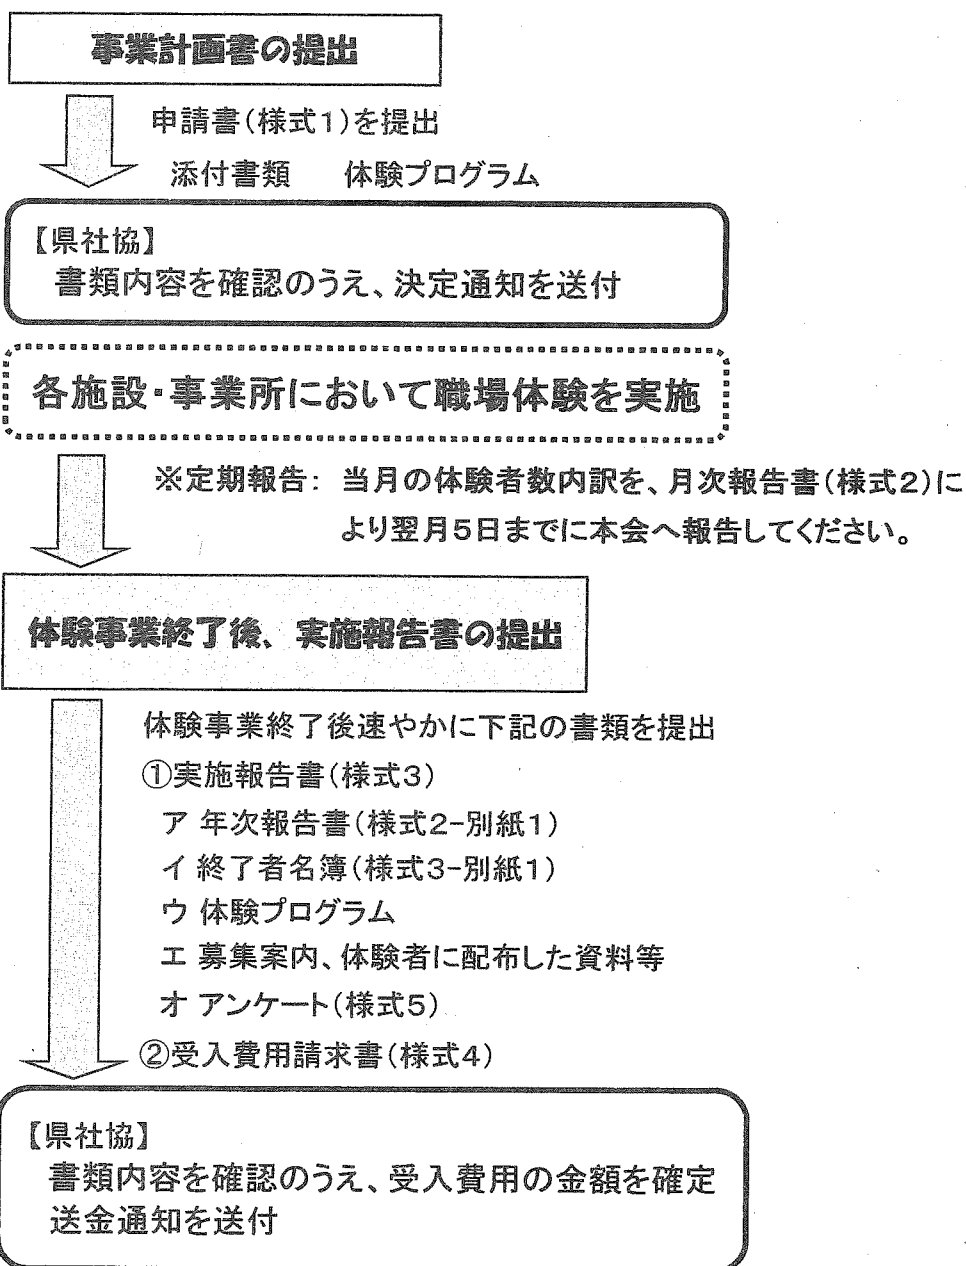 事業計画書の提出
申請書(様式1)を提出
添付書類　体験プログラム
【県社協】
書類内容を確認のうえ、決定通知を送付
各施設・事業所において職場体験を実施
※定期報告: 当月の体験者数内訳を、月次報告書(様式2)に
より翌月5日までに本会へ報告してください。
体験事業終了後、実施報告書の提出
体験事業終了後速やかに下記の書類を提出
①実施報告書(様式3)
ア 年次報告書(様式2-別紙1)
イ 終了者名簿(様式3-別紙1)
ウ 体験プログラム
エ 募集案内、体験者に配布した資料等
オ アンケート(様式5)
②受入費用請求書(様式4)
【県社協】
書類内容を確認のうえ、受入費用の金額を確定
送金通知を送付